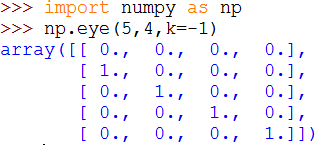 >>> import numpy as np
>>> np.eye(5,4,k=-1)
array([[ 0., 0., 0., 0.],
[ 1., 0., 0., 0.],
[ 0., 1., 0., 0.],
[ 0., 0., 1., 0.],
[ 0., 0., 0., 1.]])